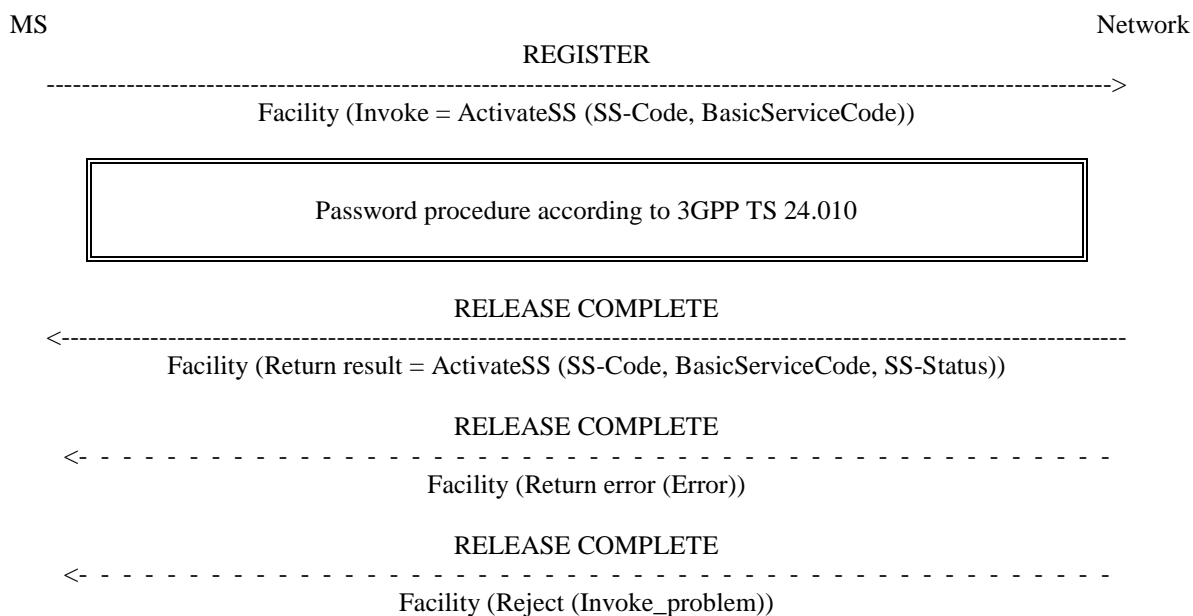 MS Network
REGISTER
Facility (Invoke = ActivateSS (SS-Code, BasicServiceCode))
Password procedure according to 3GPP TS 24.010
RELEASE COMPLETE
Facility (Return result = ActivateSS (SS-Code, BasicServiceCode, SS-Status))
RELEASE COMPLETE
Facility (Return error (Error))
RELEASE COMPLETE
Facility (Reject (Invoke_problem))